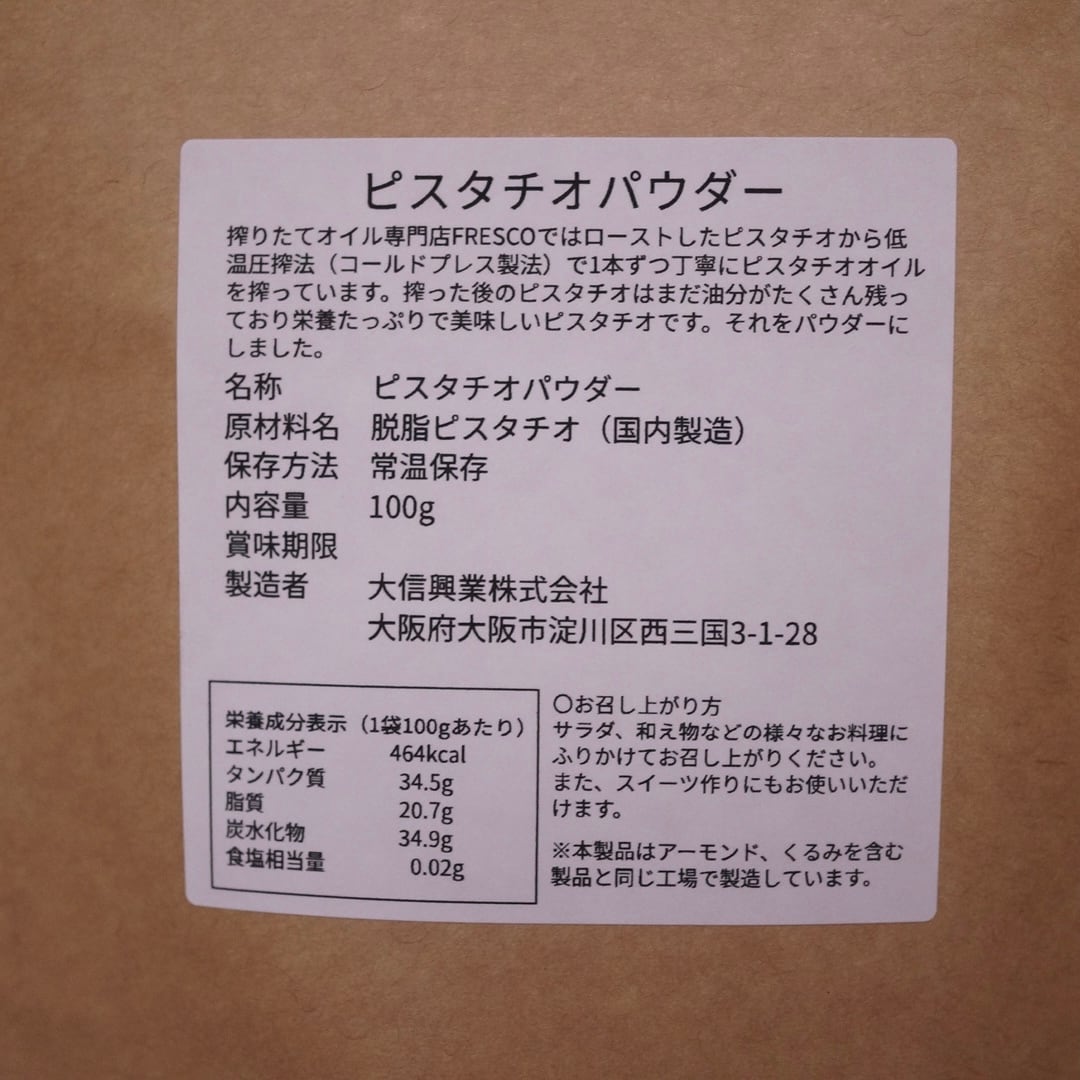 ピスタチオパウダー
搾りたてオイル専門店FRESCOではローストしたピスタチオから低
温圧搾法（コールドプレス製法）で1本ずつ丁寧にピスタチオオイル
を搾っています。搾った後のピスタチオはまだ油分がたくさん残っ
ており栄養たっぷりで美味しいピスタチオです。それをパウダーに
しました。
名称 ピスタチオパウダー
原材料名 脱脂ピスタチオ（国内製造）
保存方法 常温保存
内容量 100g
賞味期限
製造者 大信興業株式会社
大阪府大阪市淀川区西三国3-1-28
栄養成分表示（1袋100gあたり）
エネルギー 464kcal
タンパク質 34.5g
脂質 20.7g
炭水化物 34.9g
食塩相当量 0.02g
〇お召し上がり方
サラダ、和え物などの様々なお料理に
ふりかけてお召し上がりください。
また、スイーツ作りにもお使いいただ
けます。
※本製品はアーモンド、くるみを含む
製品と同じ工場で製造しています。